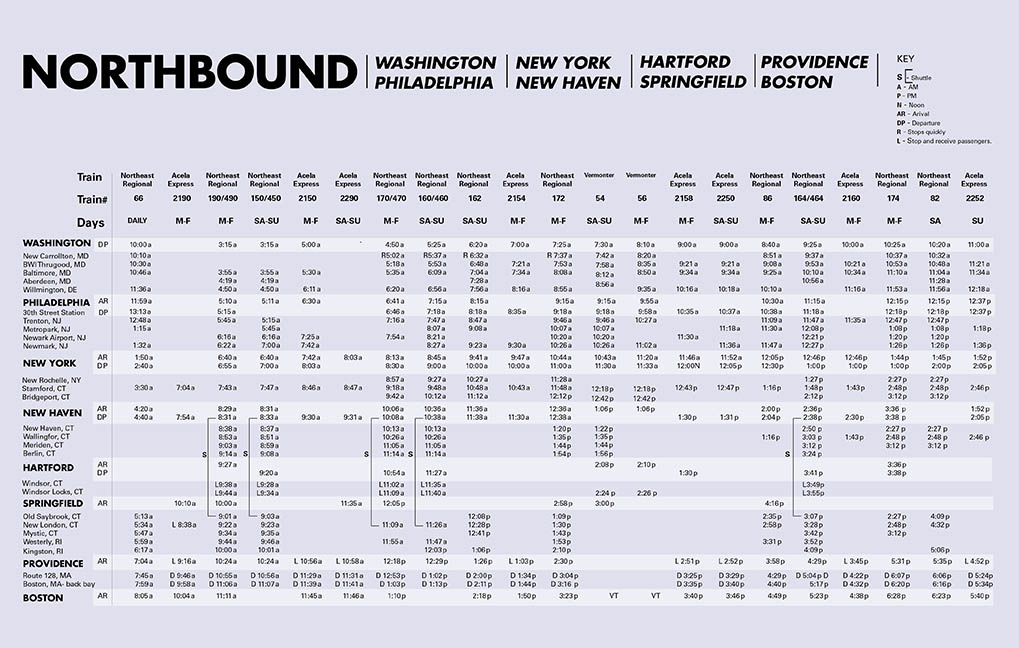 NORTHBOUND WASHINGTON PHILADELPHIA NEW YORK NEW HAVEN HARTFORD SPRINGFIELD PROVIDENCE BOSTON
KEY
S - Shuttle
A - AM
P - PM
N - Noon
AR - Arival
DP - Departure
R - Stops quickly
L - Stop and receive passengers.
Train Northeast Regional Acela Express Northeast Regional Northeast Regional Acela Express Acela Express Northeast Regional Northeast Regional Northeast Regional Acela Express Northeast Regional Vermonter Vermonter Acela Express Acela Express Northeast Regional Northeast Regional Acela Express Northeast Regional Northeast Regional Acela Express
Train# 66 2190 190/490 150/450 2150 2290 170/470 160/460 162 2154 172 54 56 2158 2250 86 164/464 2160 174 82 2252
Days DAILY M-F M-F SA-SU M-F SA-SU M-F SA-SU SA-SU M-F M-F SA-SU M-F M-F SA-SU M-F SA-SU M-F M-F SA SU
WASHINGTON DP 10:00 a 3:15 a 3:15 a 5:00 a 4:50 a 5:25 a 6:20 a 7:00 a 7:25 a 7:30 a 8:10 a 9:00 a 9:00 a 8:40 a 9:25 a 10:00 a 10:25 a 10:20 a 11:00 a
New Carrollton, MD 10:10 a R5:02 a R5:37 a R 6:32 a R 7:37 a 7:42 a 8:20 a 8:51 a 9:37 a 10:37 a 10:32 a
BWI Thrugood, MD 10:30 a 5:18 a 5:53 a 6:48 a 7:21 a 7:53 a 7:58 a 8:35 a 9:21 a 9:21 a 9:08 a 9:53 a 10:21 a 10:53 a 10:48 a 11:21 a
Baltimore, MD 10:46 a 3:55 a 3:55 a 5:30 a 5:35 a 6:09 a 7:04 a 7:34 a 8:08 a 8:12 a 8:50 a 9:34 a 9:34 a 9:25 a 10:10 a 10:34 a 11:10 a 11:04 a 11:34 a
Aberdeen, MD 4:19 a 4:19 a 7:28 a 8:56 a 10:56 a 11:28 a
Willmington, DE 11:36 a 4:50 a 4:50 a 6:11 a 6:20 a 6:56 a 7:56 a 8:16 a 8:55 a 9:35 a 10:16 a 10:18 a 10:10 a 11:16 a 11:53 a 11:56 a 12:18 a
PHILADELPHIA AR 11:59 a 5:10 a 5:11 a 6:30 a 6:41 a 7:15 a 8:15 a 9:15 a 9:15 a 9:55 a 10:30 a 11:15 a 12:15 p 12:15 p 12:37 p
30th Street Station DP 13:13 a 5:15 a 6:46 a 7:18 a 8:18 a 8:35 a 9:18 a 9:18 a 9:58 a 10:35 a 10:37 a 10:38 a 11:18 a 12:18 p 12:18 p 12:37 p
Trenton, NJ 12:48 a 5:45 a 5:15 a 7:16 a 7:47 a 8:47 a 9:46 a 9:46 a 10:27 a 11:09 a 11:47 a 11:35 a 12:47 p 12:47 p
Metropark, NJ 1:15 a 5:45 a 8:07 a 9:08 a 10:07 a 10:07 a 11:18 a 11:30 a 12:08 p 1:08 p 1:08 p 1:18 p
Newark Airport, NJ 6:16 a 6:16 a 7:25 a 7:54 a 8:21 a 10:20 a 10:20 a 11:30 a 12:21 p 1:20 p 1:20 p
Newmark, NJ 1:32 a 6:22 a 7:00 a 7:42 a 8:27 a 9:23 a 9:30 a 10:26 a 10:26 a 11:02 a 11:36 a 11:47 a 12:27 p 1:26 p 1:26 p 1:36 p
NEW YORK AR 1:50 a 6:40 a 6:40 a 7:42 a 8:03 a 8:13 a 8:45 a 9:41 a 9:47 a 10:44 a 10:43 a 11:20 a 11:46 a 11:52 a 12:05 p 12:46 p 12:46 p 1:44 p 1:45 p 1:52 p
DP 2:40 a 6:55 a 7:00 a 8:03 a 8:30 a 9:00 a 10:00 a 10:00 a 11:00 a 11:30 a 11:33 a 12:00N 12:05 p 12:30 p 1:00 p 1:00 p 2:00 p 2:00 p 2:05 p
New Rochelle, NY 8:57 a 9:27 a 10:27 a 11:28 a 1:27 p 2:27 p 2:27 p
Stamford, CT 3:30 a 7:04 a 7:43 a 7:47 a 8:46 a 8:47 a 9:18 a 9:48 a 10:48 a 10:43 a 11:48 a 12:18 p 12:18 p 12:43 p 12:47 p 1:16 p 1:48 p 1:43 p 2:48 p 2:48 p 2:46 p
Bridgeport, CT 9:42 a 10:12 a 11:12 a 12:12 a 12:42 p 12:42 p 2:12 p 3:12 p 3:12 p
NEW HAVEN AR 4:20 a 8:29 a 8:31 a 10:06 a 10:36 a 11:36 a 12:36 a 1:06 p 1:06 p 2:00 p 2:36 p 3:36 p 1:52 p
DP 4:40 a 7:54 a 8:31 a 8:33 a 9:30 a 9:31 a 10:08 a 10:38 a 11:38 a 11:30 a 12:38 a 1:30 p 1:31 p 2:04 p 2:38 p 2:30 p 3:38 p 2:05 p
New Haven, CT 8:38 a 8:37 a 10:13 a 10:13 a 1:20 p 1:22 p 2:50 p 2:27 p 2:27 p
Wallingfor, CT 8:53 a 8:51 a 10:26 a 10:26 a 1:35 p 1:35 p 1:16 p 3:03 p 1:43 p 2:48 p 2:48 p 2:46 p
Meriden, CT 9:03 a 8:59 a 11:05 a 11:05 a 1:44 p 1:44 p 3:12 p 3:12 p 3:12 p
Berlin, CT S 9:14 a S 9:08 a S 11:14 a S 11:14 a 1:54 p 1:56 p S 3:24 p
HARTFORD AR 9:27 a 2:08 p 2:10 p 3:36 p
DP 9:20 a 10:54 a 11:27 a 1:30 p 3:41 p 3:38 p
Windsor, CT L9:38 a L9:28 a L11:02 a L11:35 a L3:49p
Windsor Locks, CT L9:44 a L9:34 a L11:09 a L11:40 a 2:24 p 2:26 p L3:55p
SPRINGFIELD AR 10:10 a 10:00 a 11:35 a 12:05 p 2:58 p 3:00 p 4:16 p
Old Saybrook, CT 5:13 a 9:01 a 9:03 a 12:08 p 1:09 p 2:35 p 3:07 p 2:27 p 4:09 p
New London, CT 5:34 a L 8:38 a 9:22 a 9:34 a 11:09 a 11:26 a 12:28 p 1:30 p 2:58 p 3:28 p 2:48 p 4:32 p
Mystic, CT 5:47 a 9:34 a 9:35 a 12:41 p 1:43 p 3:42 p 3:12 p
Westerly, RI 5:59 a 9:44 a 9:46 a 11:55 a 11:47 a 1:53 p 3:31 p 3:52 p
Kingston, RI 6:17 a 10:00 a 10:01 a 12:03 p 1:06 p 2:10 p 4:09 p 5:06 p
PROVIDENCE AR 7:04 a L 9:16 a 10:24 a 10:24 a L 10:56 a L 10:58 a 12:18 p 12:29 p 1:26 p L 1:03 p 2:30 p L 2:51 p L 2:52 p 3:58 p 4:29 p L 3:45 p 5:31 p 5:35 p L 4:52 p
Route 128, MA 7:45 a D 9:46 a D 10:55 a D 10:56 a D 11:29 a D 11:31 a D 12:53 p D 1:02 p D 2:00 p D 1:34 p D 3:04 p D 3:25 p D 3:29 p 4:29 p D 5:04 p D D 4:22 p D 6:07 p 6:06 p D 5:24p
Boston, MA- back bay 7:59 a D 9:58 a D 11:06 a D 11:07 a D 11:39 a D 11:41 a D 1:03 p D 1:13 p D 2:11 p D 1:44 p D 3:16 p D 3:35 p D 3:40 p 4:40 p 5:17 p D 4:32 p D 6:20 p 6:16 p D 5:34p
BOSTON AR 8:05 a 10:04 a 11:11 a 11:45 a 11:46 a 1:10 p 2:18 p 1:50 p 3:23 p VT VT 3:40 p 3:46 p 4:49 p 5:23 p 4:38 p 6:28 p 6:23 p 5:40 p